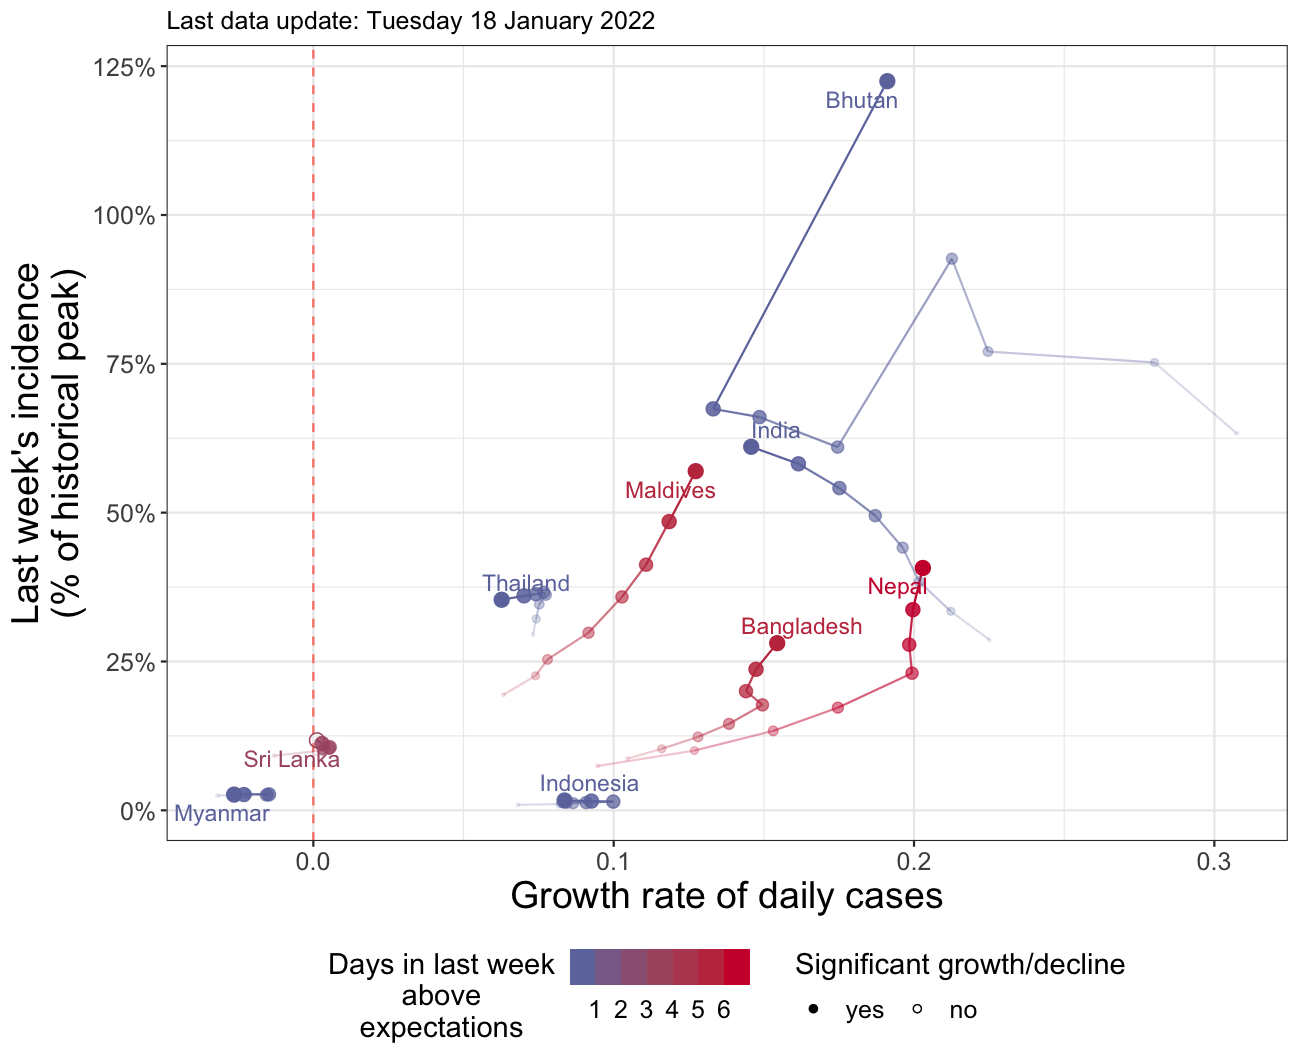 Last data update: Tuesday 18 January 2022
Last week's incidence
(% of historical peak)
125%
100%
75%
50%
25%
0%
Bhutan
India
Maldives
Thailand
Nepal
Bangladesh
Sri Lanka
Indonesia
Myanmar
0.0 0.1 0.2 0.3
Growth rate of daily cases
Days in last week
above
expectations
1 2 3 4 5 6
Significant growth/decline
yes no